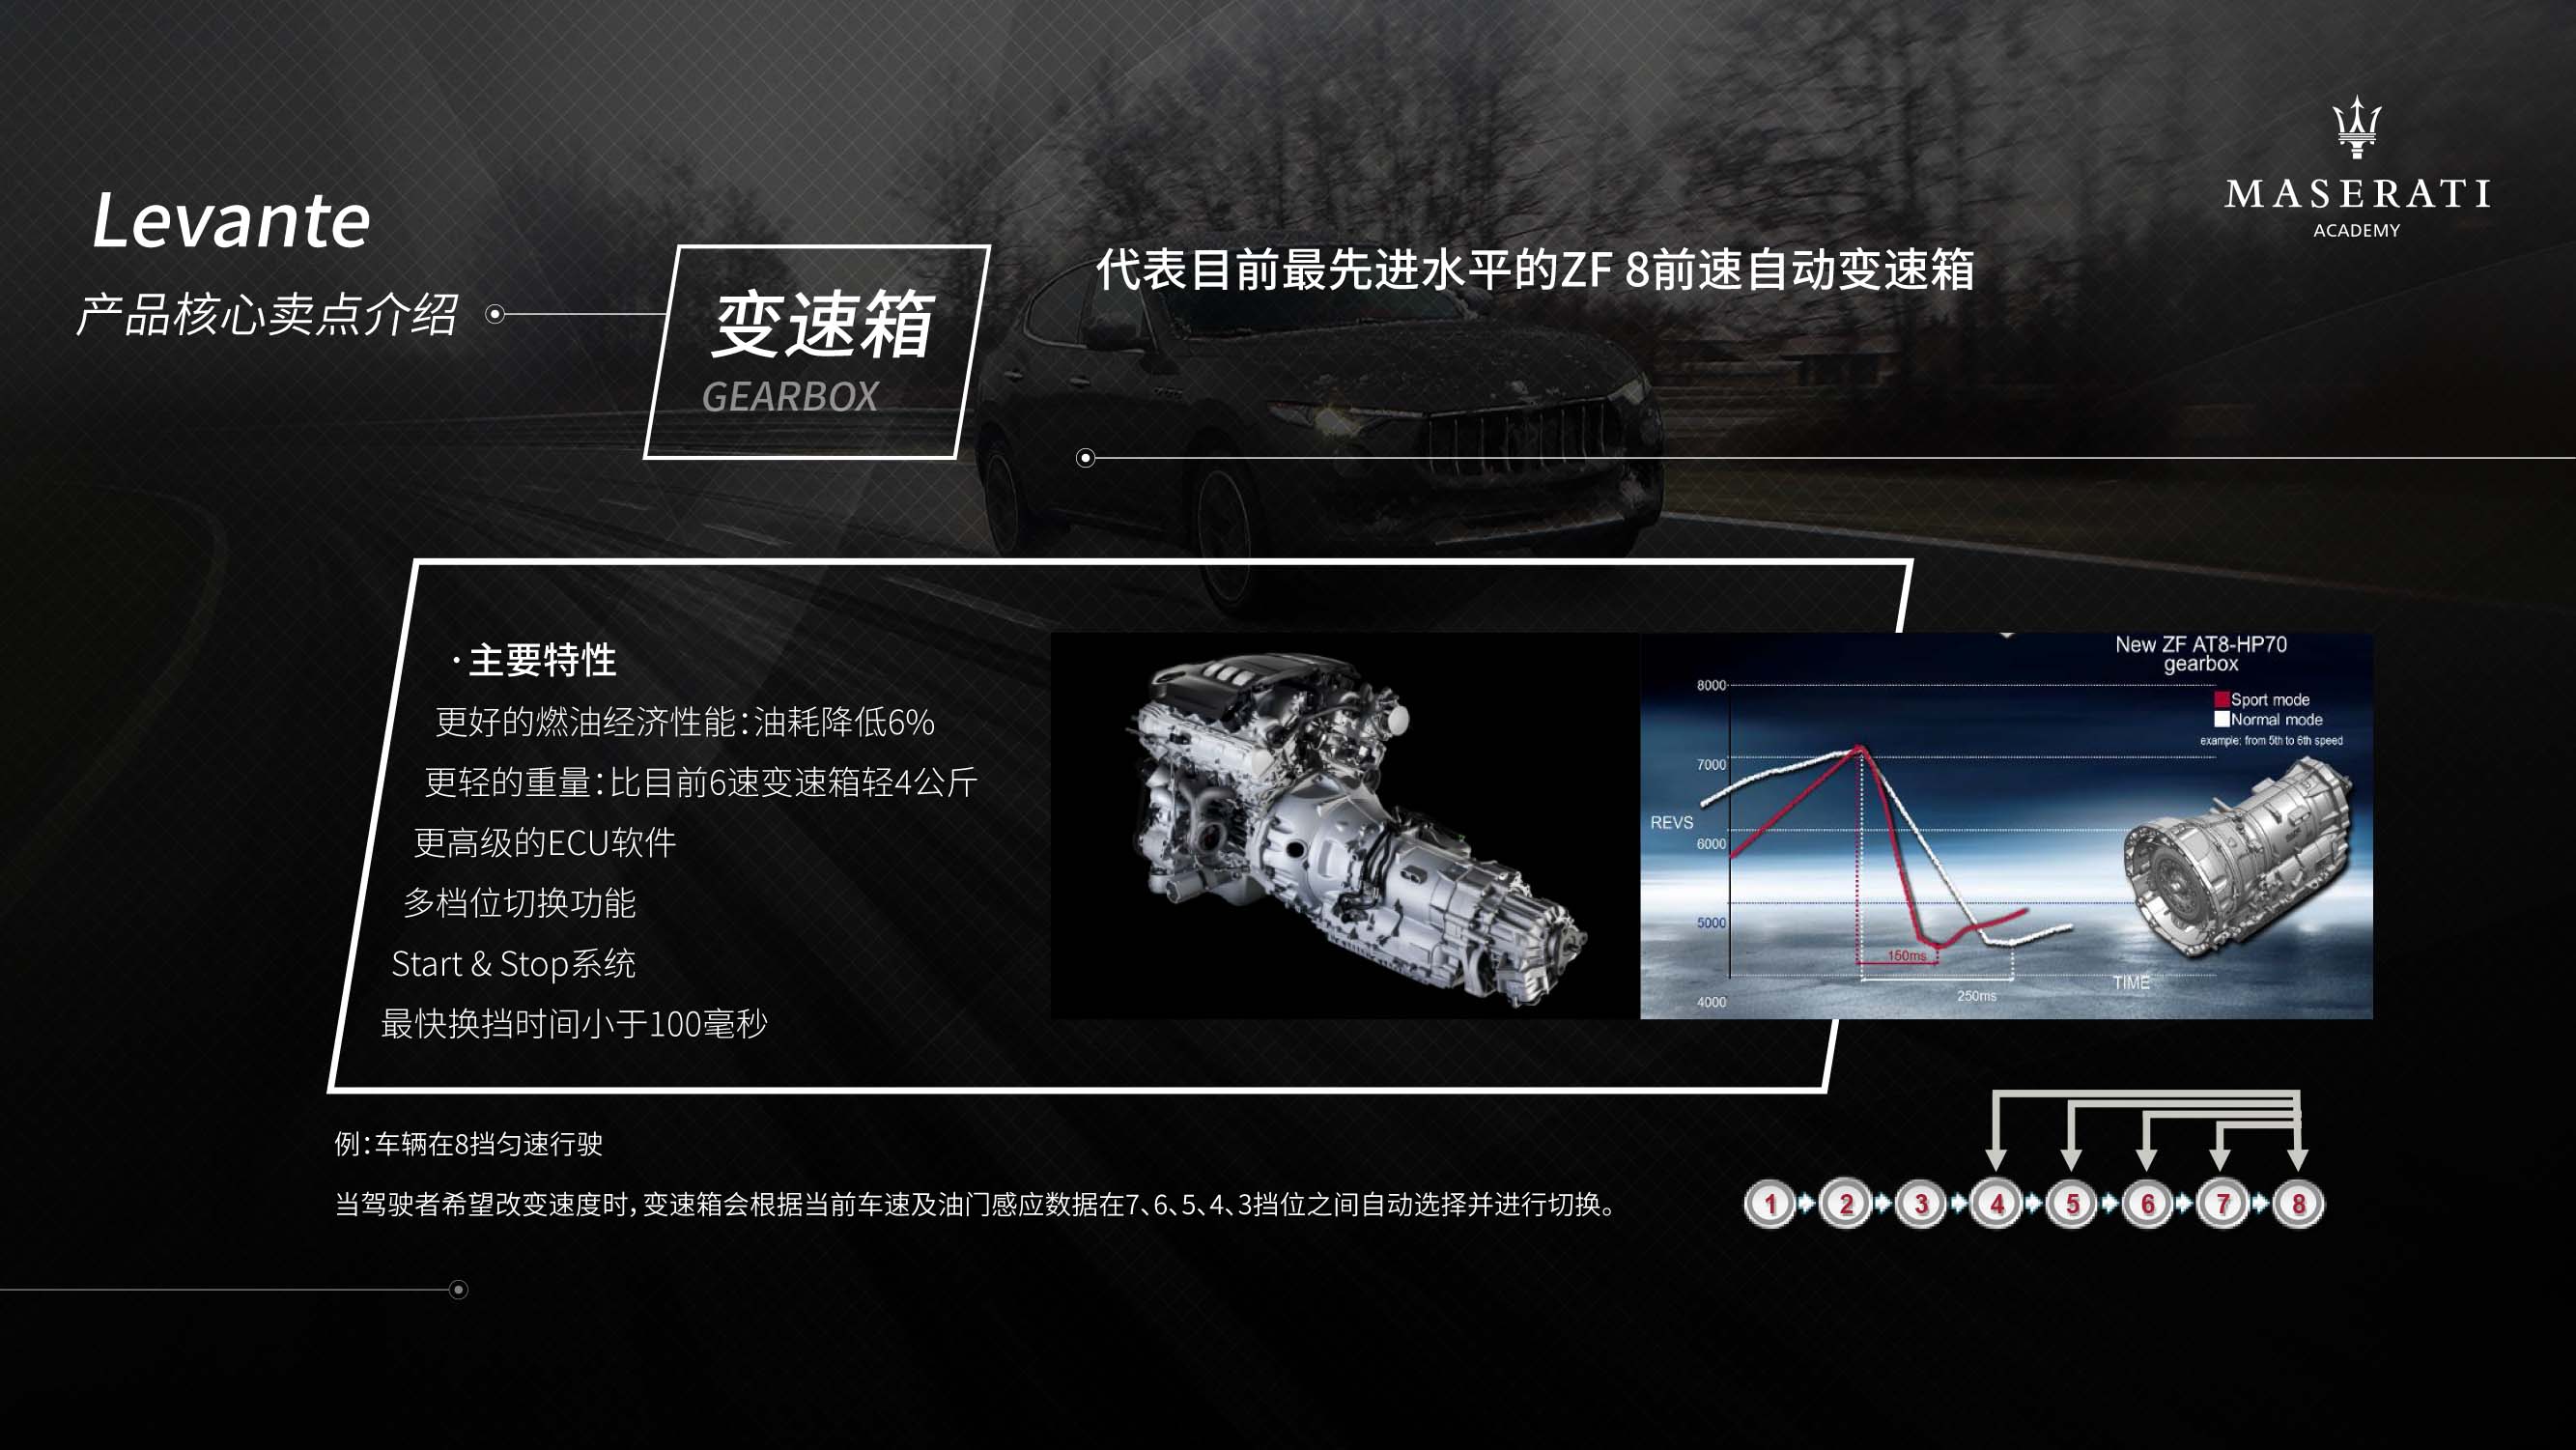 Levante
产品核心卖点介绍
变速箱
GEARBOX
代表目前最先进水平的ZF 8前速自动变速箱
MASERATI
ACADEMY
·主要特性
更好的燃油经济性能：油耗降低6%
更轻的重量：比目前6速变速箱轻4公斤
更高级的ECU软件
多档位切换功能
Start & Stop系统
最快换挡时间小于100毫秒
New ZF AT8-HP70
gearbox
Sport mode
Normal mode
example: from 5th to 6th speed
8000
7000
REVS
6000
5000
4000
150ms
250ms
TIME
例：车辆在8挡匀速行驶
当驾驶者希望改变速度时，变速箱会根据当前车速及油门感应数据在7、6、5、4、3挡位之间自动选择并进行切换。
1 2 3 4 5 6 7 8